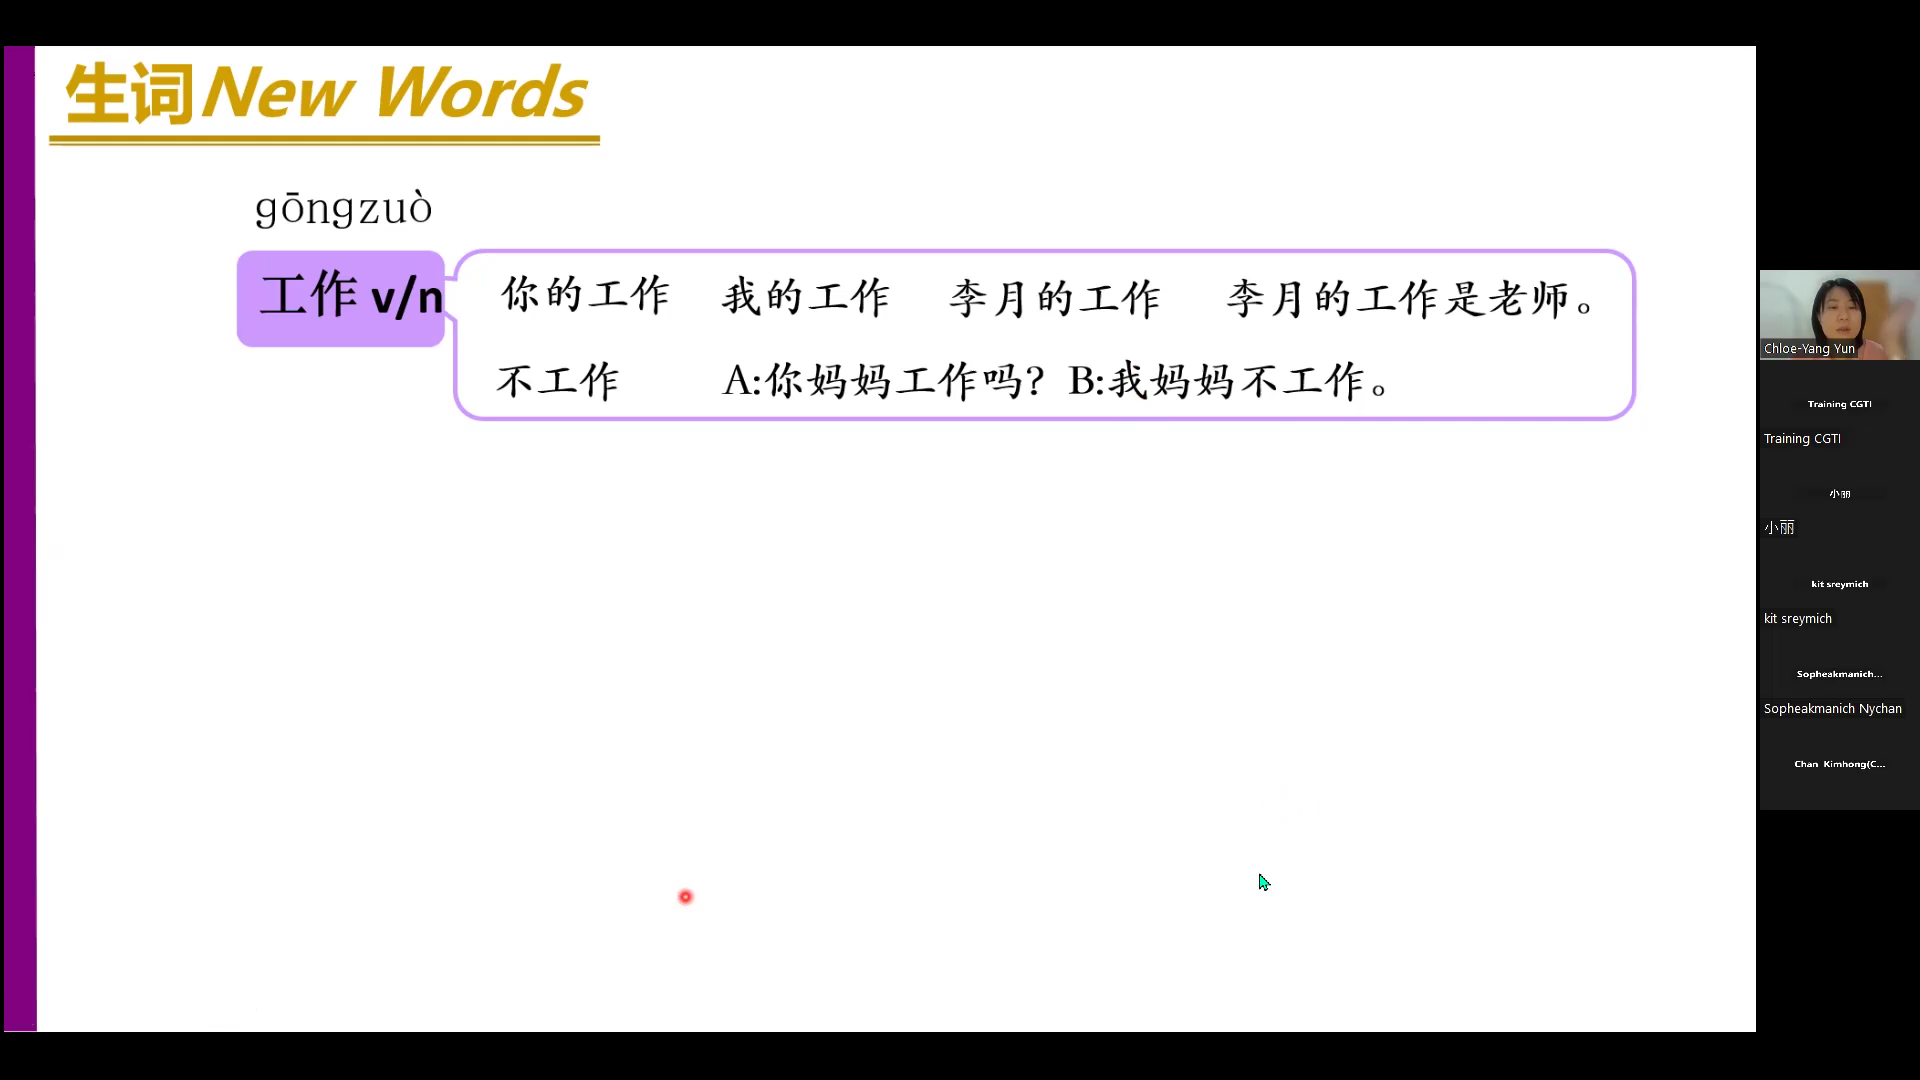 生词New Words
gōngzuò
工作 v/n
你的工作 我的工作 李月的工作 李月的工作是老师。
不工作 A:你妈妈工作吗? B:我妈妈不工作。
Chloe-Yang Yun
Training CGTI
Training CGTI
小丽
小丽
kit sreymich
kit sreymich
Sopheakmanich...
Sopheakmanich Nychan
Chan Kimhong(C...